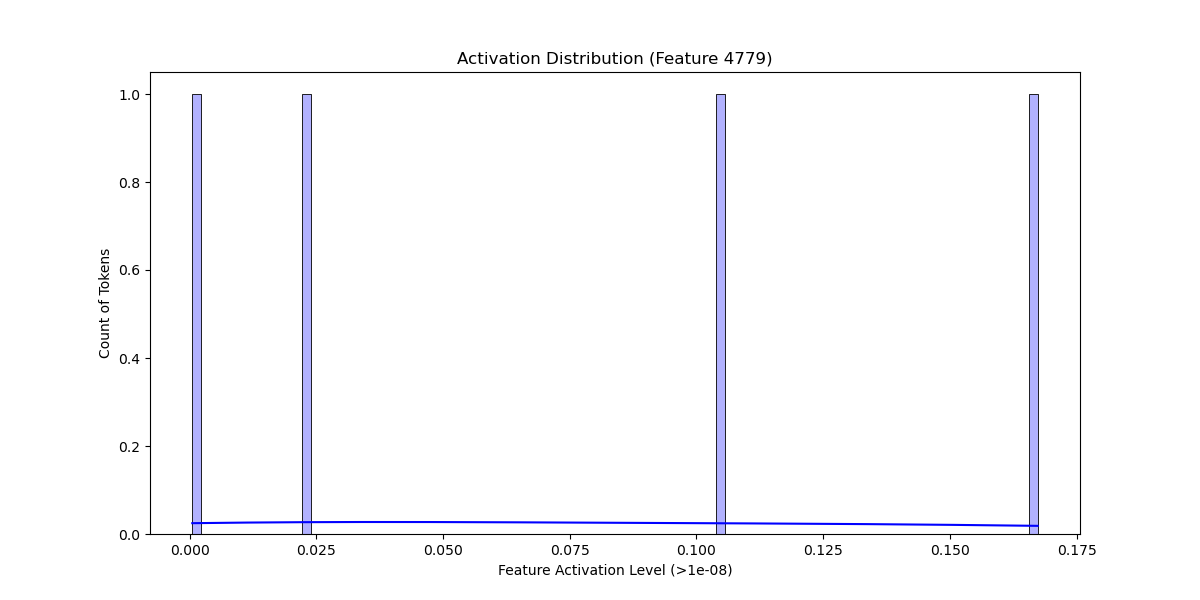 Activation Distribution (Feature 4779)
1.0
0.8
0.6
0.4
0.2
0.0
Count of Tokens
0.000 0.025 0.050 0.075 0.100 0.125 0.150 0.175
Feature Activation Level (>1e-08)